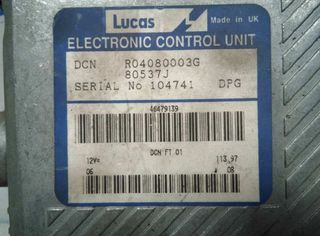 Lucas
Made in UK
ELECTRONIC CONTROL UNIT
DCN R04080003G
80537J
SERIAL No 104741 DPG
46479139
DCN FT 01
12V= 113.97
06 08